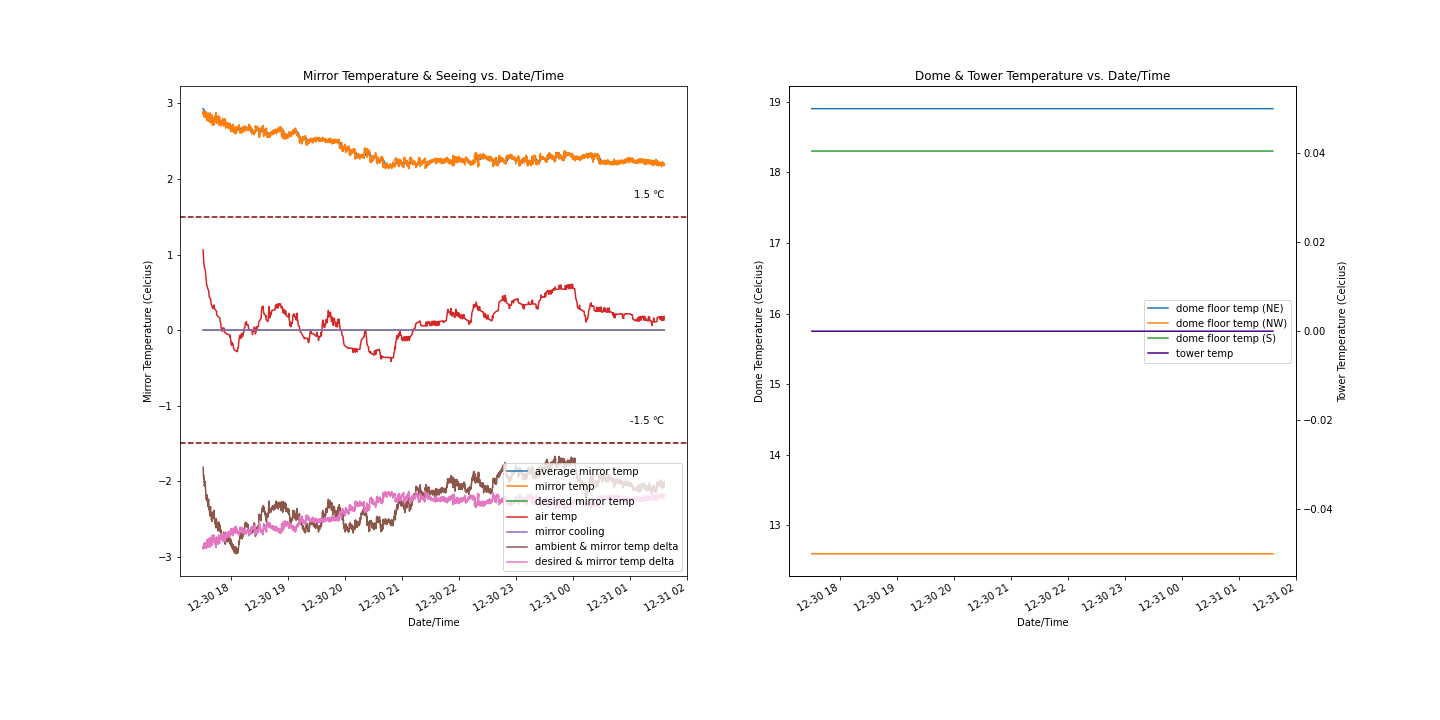 Mirror Temperature & Seeing vs. Date/Time
Mirror Temperature (Celcius)
3
2
1
0
−1
−2
−3
1.5 °C
-1.5 °C
average mirror temp
mirror temp
desired mirror temp
air temp
mirror cooling
ambient & mirror temp delta
desired & mirror temp delta
12-30 18
12-30 19
12-30 20
12-30 21
12-30 22
12-30 23
12-31 00
12-31 01
12-31 02
Date/Time
Dome & Tower Temperature vs. Date/Time
Dome Temperature (Celcius)
19
18
17
16
15
14
13
dome floor temp (NE)
dome floor temp (NW)
dome floor temp (S)
tower temp
0.04
0.02
0.00
−0.02
−0.04
Tower Temperature (Celcius)
12-30 18
12-30 19
12-30 20
12-30 21
12-30 22
12-30 23
12-31 00
12-31 01
12-31 02
Date/Time